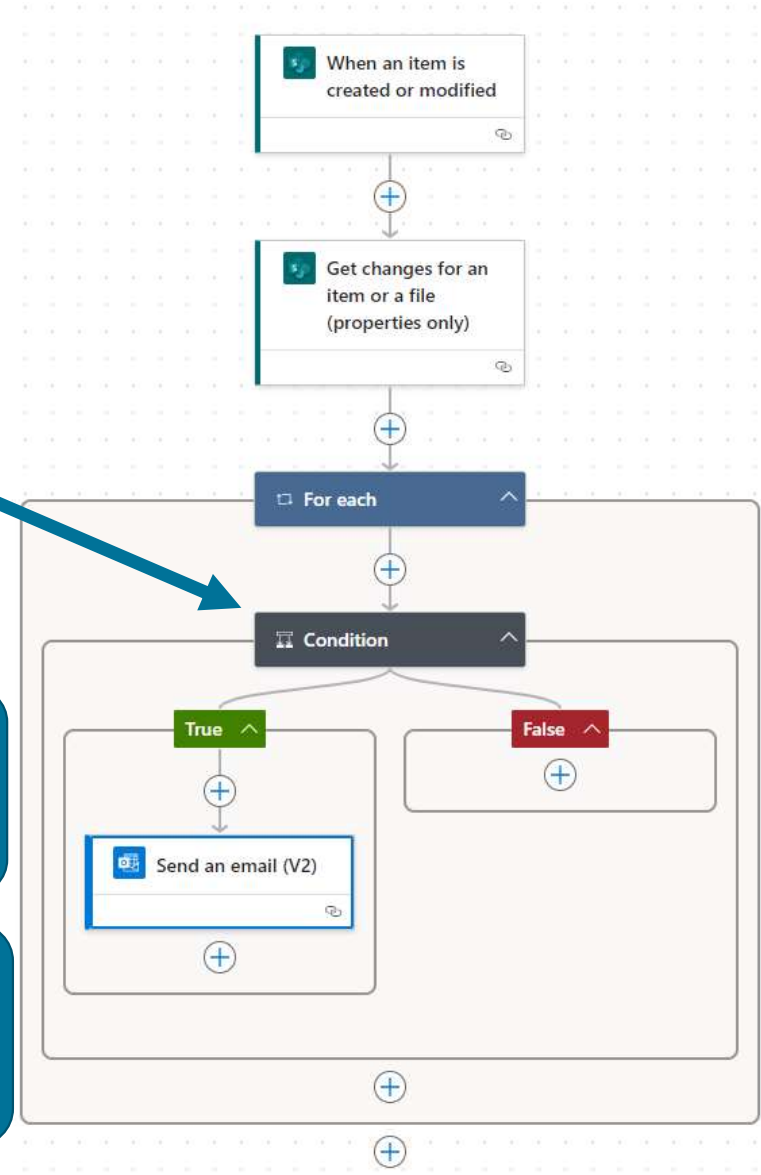 When an item is
created or modified
Get changes for an
item or a file
(properties only)
For each
Condition
True
False
Send an email (V2)